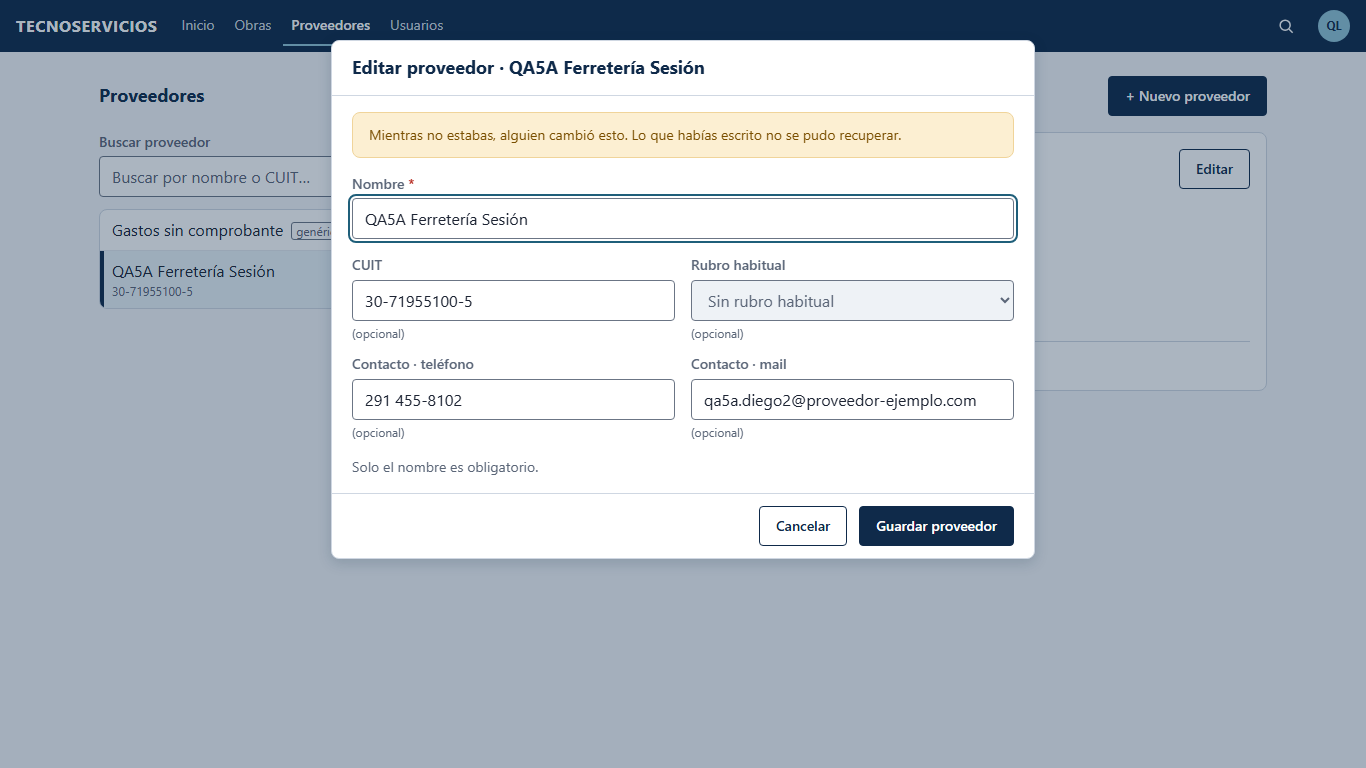 TECNOSERVICIOS Inicio Obras Proveedores Usuarios QL
Proveedores
+ Nuevo proveedor
Buscar proveedor
Buscar por nombre o CUIT...
Gastos sin comprobante
QA5A Ferretería Sesión
30-71955100-5
Editar
Editar proveedor · QA5A Ferretería Sesión
Mientras no estabas, alguien cambió esto. Lo que habías escrito no se pudo recuperar.
Nombre *
QA5A Ferretería Sesión
CUIT Rubro habitual
30-71955100-5 Sin rubro habitual
(opcional) (opcional)
Contacto · teléfono Contacto · mail
291 455-8102 qa5a.diego2@proveedor-ejemplo.com
(opcional) (opcional)
Solo el nombre es obligatorio.
Cancelar Guardar proveedor